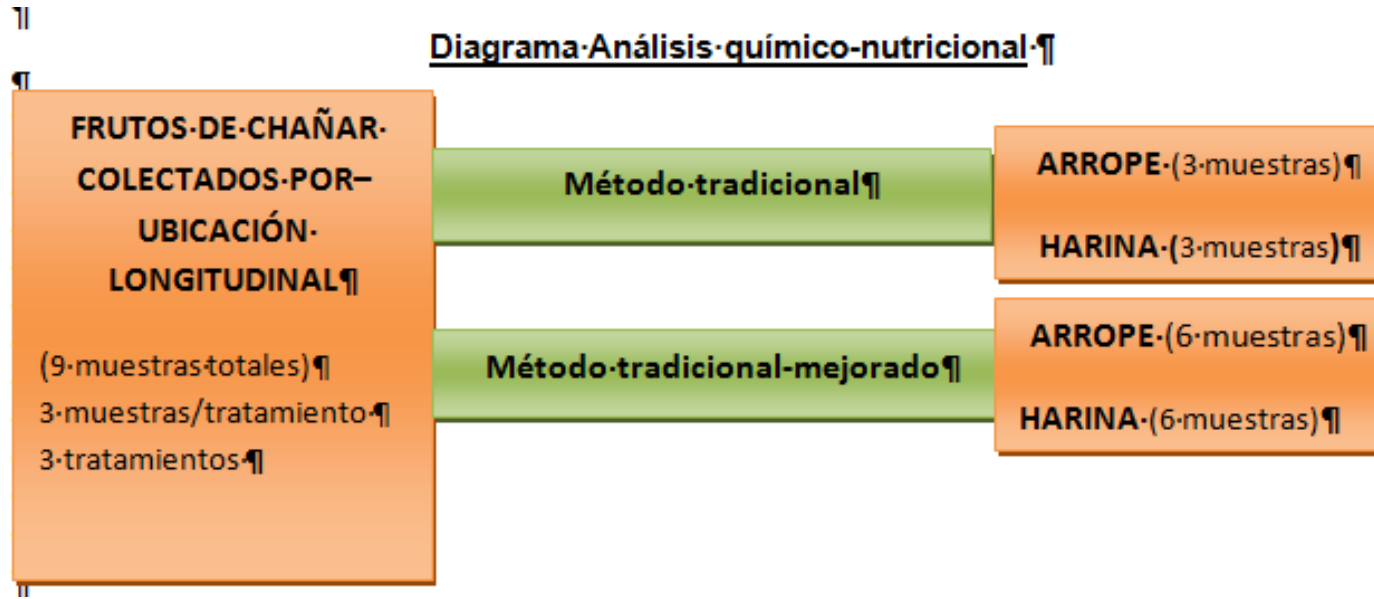 ¶
Diagrama·Análisis·químico-nutricional·¶
¶
FRUTOS·DE·CHAÑAR·
COLECTADOS·POR–
UBICACIÓN·
LONGITUDINAL¶
(9·muestras·totales)¶
3·muestras/tratamiento·¶
3·tratamientos·¶
Método·tradicional¶
ARROPE·(3·muestras)¶
HARINA·(3·muestras)¶
Método·tradicional-mejorado¶
ARROPE·(6·muestras)¶
HARINA·(6·muestras)¶
¶